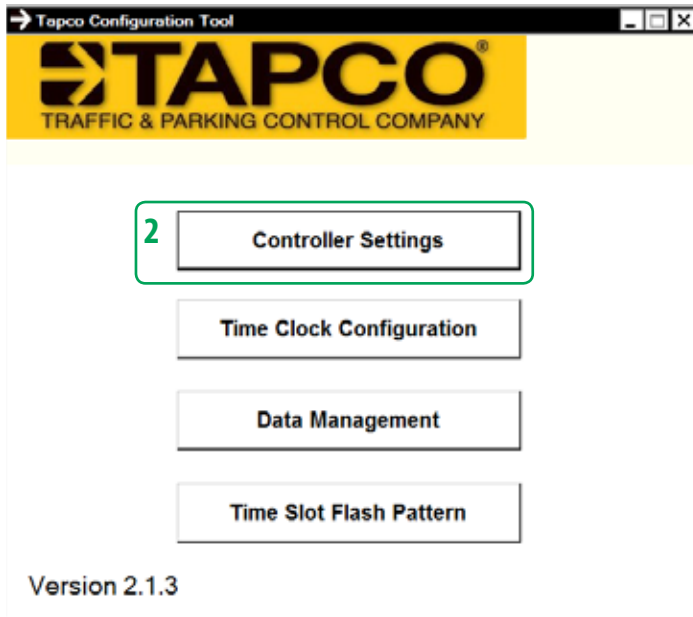 Tapco Configuration Tool
TAPCO®
TRAFFIC & PARKING CONTROL COMPANY
2
Controller Settings
Time Clock Configuration
Data Management
Time Slot Flash Pattern
Version 2.1.3